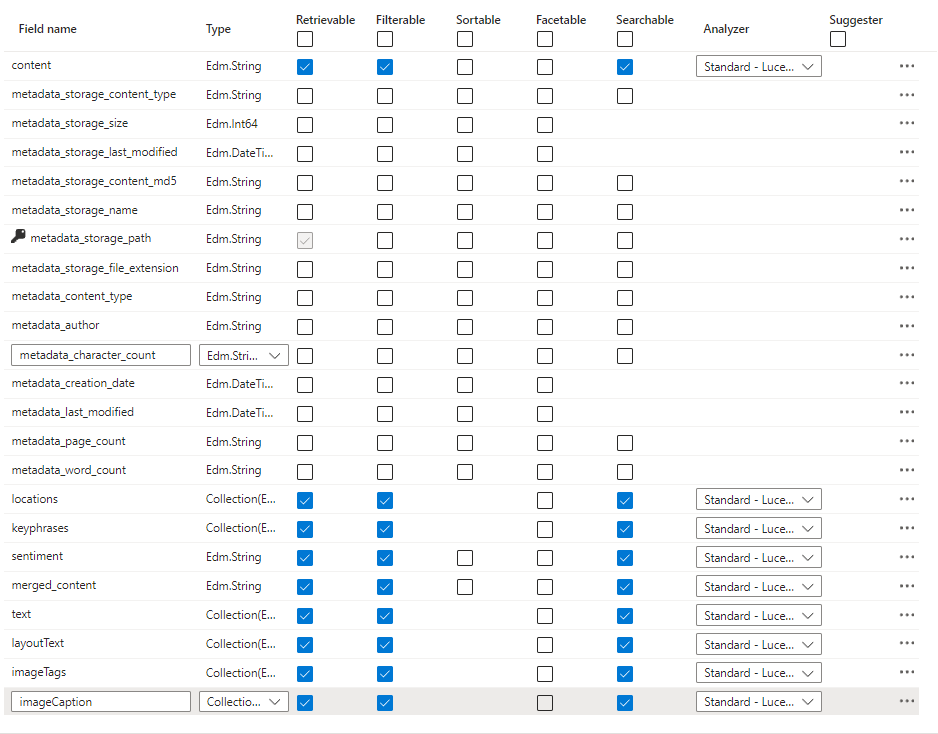 Field name Type Retrievable Filterable Sortable Facetable Searchable Analyzer Suggester
content Edm.String Standard - Luce...
metadata_storage_content_type Edm.String
metadata_storage_size Edm.Int64
metadata_storage_last_modified Edm.DateTi...
metadata_storage_content_md5 Edm.String
metadata_storage_name Edm.String
metadata_storage_path Edm.String
metadata_storage_file_extension Edm.String
metadata_content_type Edm.String
metadata_author Edm.String
metadata_character_count Edm.Stri...
metadata_creation_date Edm.DateTi...
metadata_last_modified Edm.DateTi...
metadata_page_count Edm.String
metadata_word_count Edm.String
locations Collection(E... Standard - Luce...
keyphrases Collection(E... Standard - Luce...
sentiment Edm.String Standard - Luce...
merged_content Edm.String Standard - Luce...
text Collection(E... Standard - Luce...
layoutText Collection(E... Standard - Luce...
imageTags Collection(E... Standard - Luce...
imageCaption Collectio... Standard - Luce...